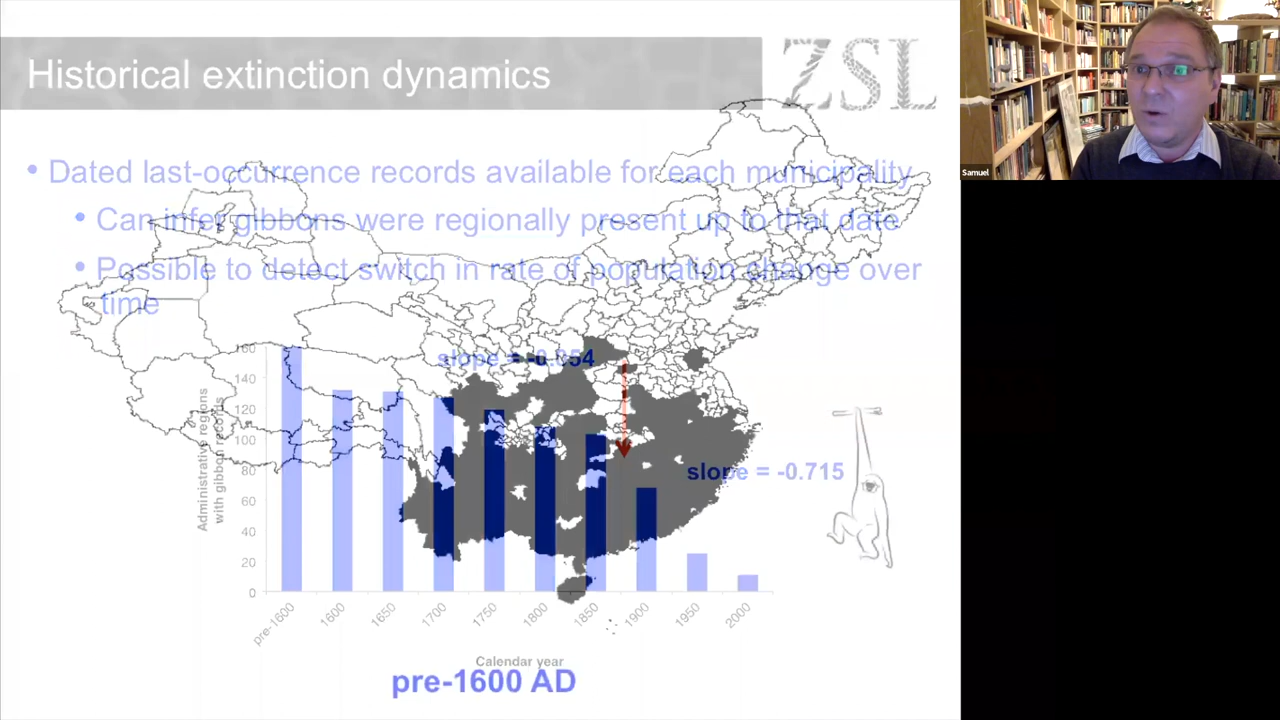 Historical extinction dynamics
ZSL
• Dated last-occurrence records available for each municipality
• Can infer gibbons were regionally present up to that date
• Possible to detect switch in rate of population change over
time
slope = -0.354
slope = -0.715
Administrative regions
with gibbon records
160
140
120
100
80
60
40
20
0
pre-1600
1600
1650
1700
1750
1800
1850
1900
1950
2000
Calendar year
pre-1600 AD
Samuel